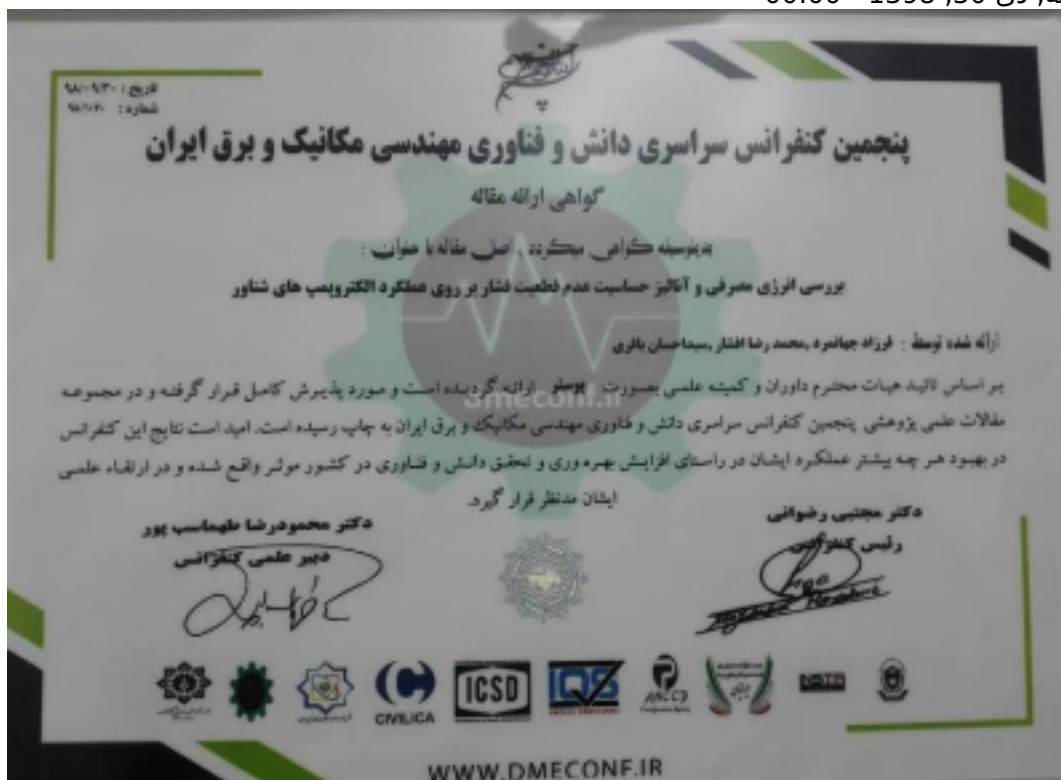 دی 30, 1398 - 00:00
تاریخ : ۹۸/۰۹/۳۰
شماره :
پنجمین کنفرانس سراسری دانش و فناوری مهندسی مکانیک و برق ایران
گواهی ارائه مقاله
بدینوسیله گواهی میگردد اصل مقاله با عنوان :
بررسی انرژی مصرفی و آنالیز حساسیت عدم قطعیت فشار بر روی عملکرد الکتروپمپ های شناور
ارائه شده توسط : فرزاد جهانمرد ,محمد رضا افشار ,سیداحسان باقری
بر اساس تائید هیات محترم داوران و کمیته علمی بصورت پوستر ارائه گردیده است و مورد پذیرش کامل قرار گرفته و در مجموعه
dmeconf.ir
مقالات علمی پژوهشی پنجمین کنفرانس سراسری دانش و فناوری مهندسی مکانیک و برق ایران به چاپ رسیده است. امید است نتایج این کنفرانس
در بهبود هر چه بیشتر عملکرد ایشان در راستای افزایش بهره وری و تحقق دانش و فناوری در کشور موثر واقع شده و در ارتقاء علمی
ایشان مدنظر قرار گیرد.
دکتر مجتبی رضوانی
رئیس کنفرانس
دکتر محمودرضا طهماسب پور
دبیر علمی کنفرانس
CIVILICA
ICSD
IQS
WWW.DMECONF.IR